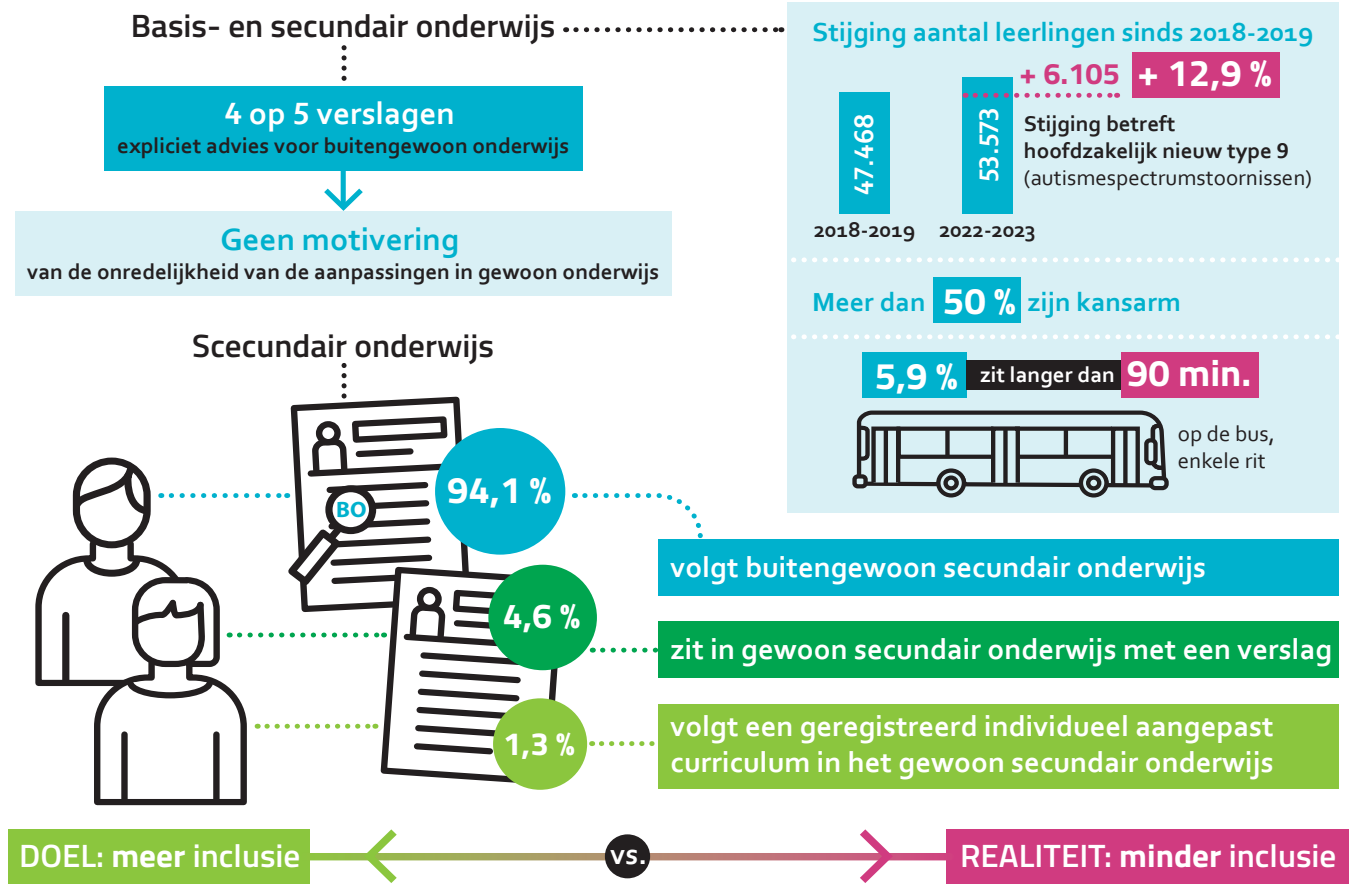 Basis- en secundair onderwijs
4 op 5 verslagen
expliciet advies voor buitengewoon onderwijs
Geen motivering
van de onredelijkheid van de aanpassingen in gewoon onderwijs
Stijging aantal leerlingen sinds 2018-2019
+ 6.105 + 12,9 %
47.468
53.573
Stijging betreft
hoofdzakelijk nieuw type 9
(autismespectrumstoornissen)
2018-2019 2022-2023
Meer dan 50 % zijn kansarm
5,9 % zit langer dan 90 min.
op de bus,
enkele rit
Scecundair onderwijs
BO
94,1 %
volgt buitengewoon secundair onderwijs
4,6 %
zit in gewoon secundair onderwijs met een verslag
1,3 %
volgt een geregistreerd individueel aangepast
curriculum in het gewoon secundair onderwijs
DOEL: meer inclusie vs. REALITEIT: minder inclusie